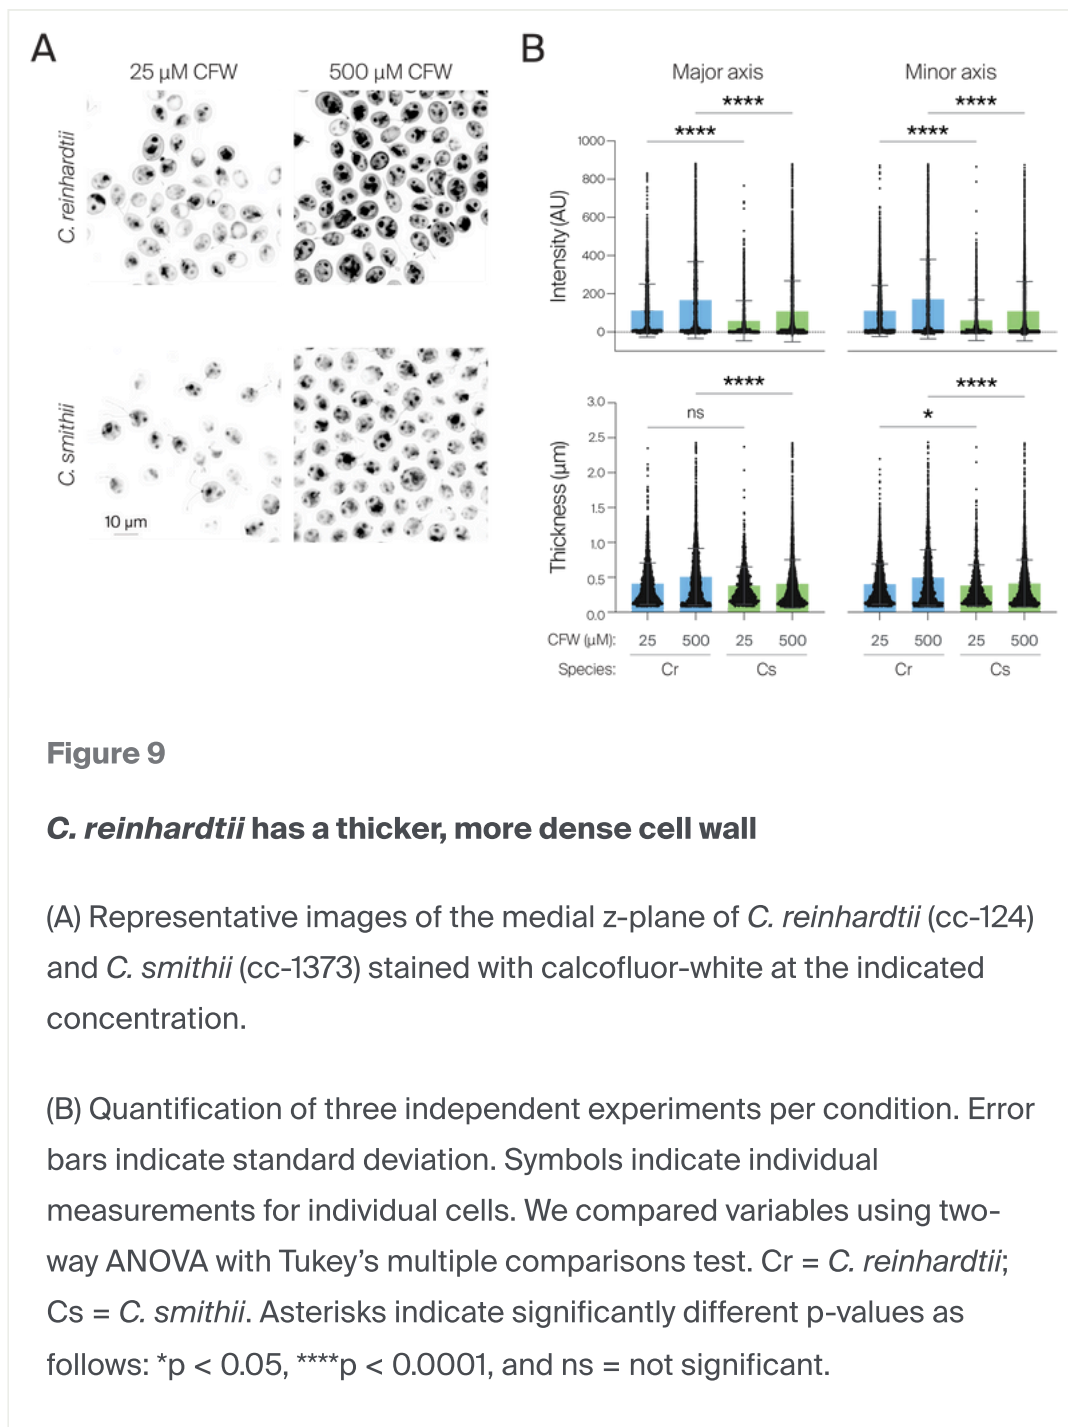 A
25 µM CFW
500 µM CFW
C. reinhardtii
C. smithii
10 µm
B
Major axis
Minor axis
****
****
****
****
Intensity (AU)
1000
800
600
400
200
0
****
****
ns
*
Thickness (µm)
3.0
2.5
2.0
1.5
1.0
0.5
0.0
CFW (µM): 25 500 25 500 25 500 25 500
Species: Cr Cs Cr Cs
Figure 9
C. reinhardtii has a thicker, more dense cell wall
(A) Representative images of the medial z-plane of C. reinhardtii (cc-124)
and C. smithii (cc-1373) stained with calcofluor-white at the indicated
concentration.
(B) Quantification of three independent experiments per condition. Error
bars indicate standard deviation. Symbols indicate individual
measurements for individual cells. We compared variables using two-
way ANOVA with Tukey’s multiple comparisons test. Cr = C. reinhardtii;
Cs = C. smithii. Asterisks indicate significantly different p-values as
follows: *p < 0.05, ****p < 0.0001, and ns = not significant.